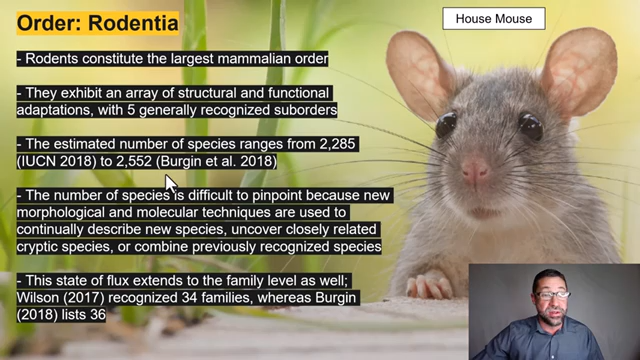 Order: Rodentia
House Mouse
- Rodents constitute the largest mammalian order
- They exhibit an array of structural and functional
adaptations, with 5 generally recognized suborders
- The estimated number of species ranges from 2,285
(IUCN 2018) to 2,552 (Burgin et al. 2018)
- The number of species is difficult to pinpoint because new
morphological and molecular techniques are used to
continually describe new species, uncover closely related
cryptic species, or combine previously recognized species
- This state of flux extends to the family level as well;
Wilson (2017) recognized 34 families, whereas Burgin
(2018) lists 36